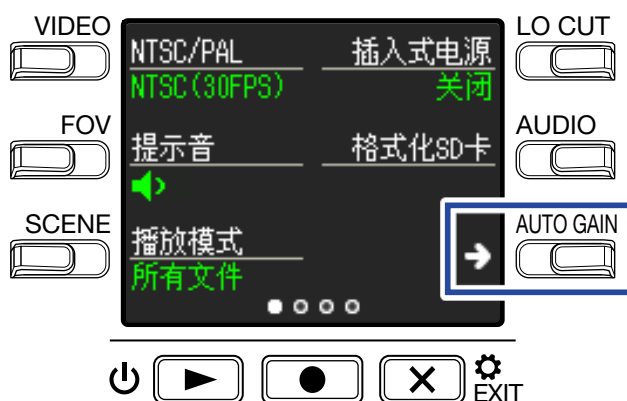 VIDEO
LO CUT
NTSC/PAL
插入式电源
NTSC(30FPS)
关闭
FOV
AUDIO
提示音
格式化SD卡
SCENE
AUTO GAIN
播放模式
所有文件
EXIT